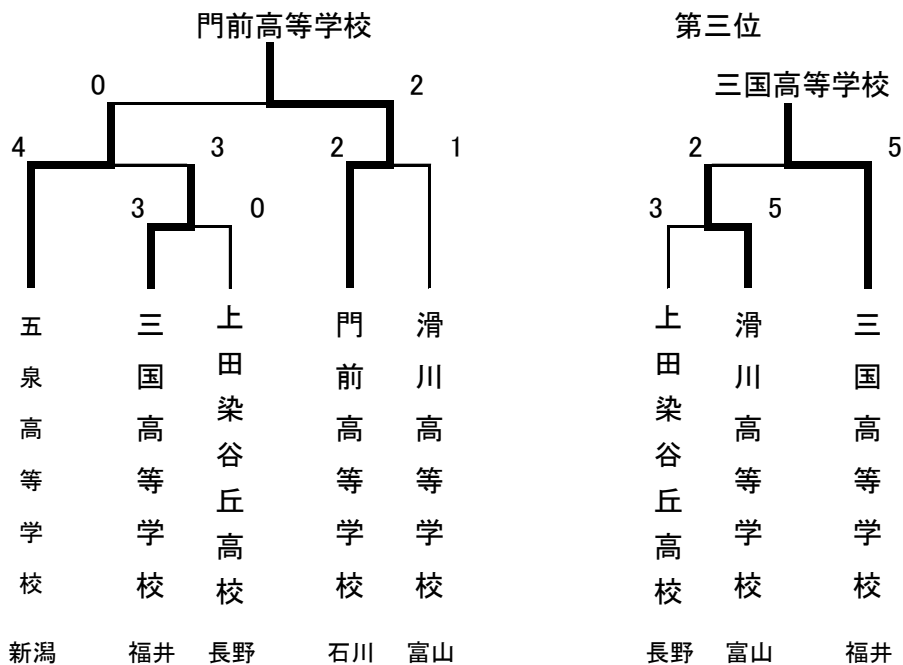 門前高等学校
第三位
三国高等学校
0
2
4
3
2
1
2
5
3
0
3
5
五泉高等学校
三国高等学校
上田染谷丘高校
門前高等学校
滑川高等学校
上田染谷丘高校
滑川高等学校
三国高等学校
新潟
福井
長野
石川
富山
長野
富山
福井